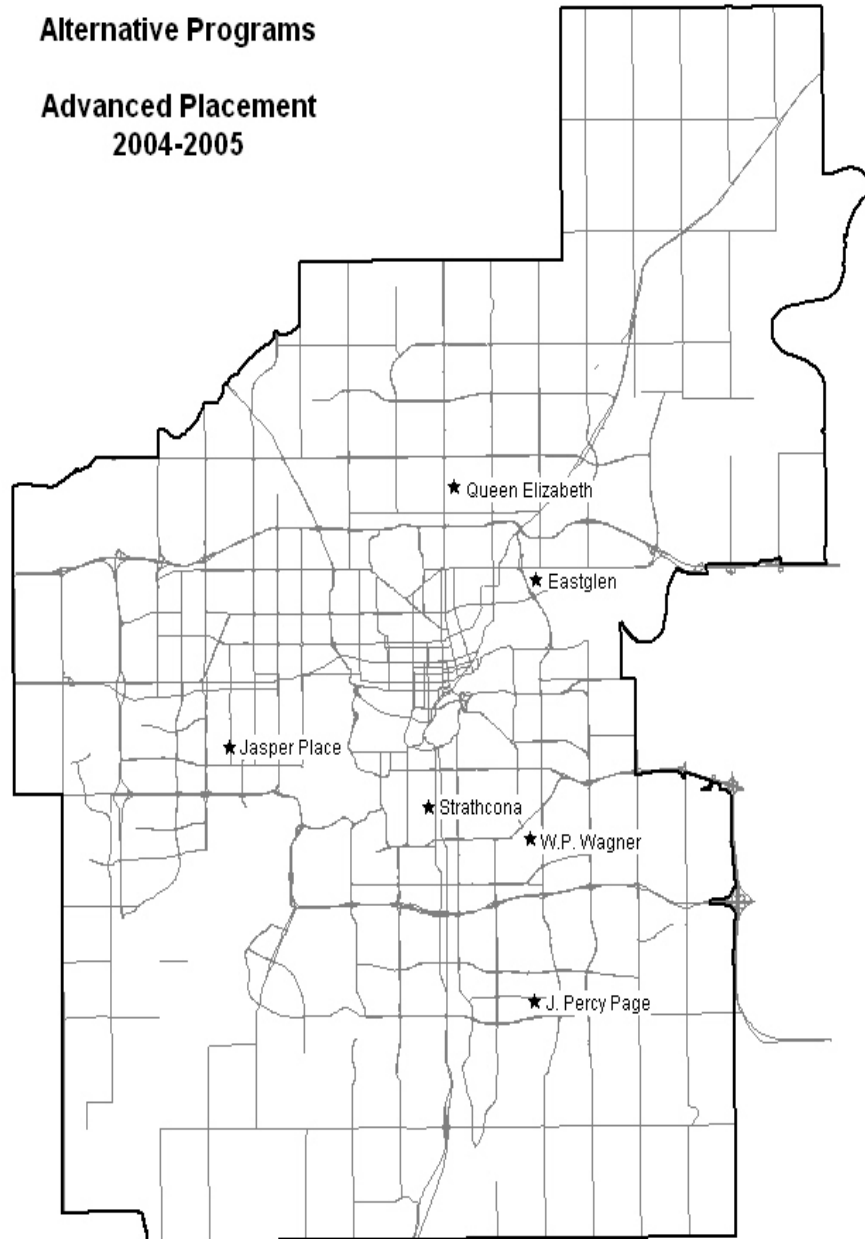 Alternative Programs
Advanced Placement
2004-2005
Queen Elizabeth
Eastglen
Jasper Place
Strathcona
W.P. Wagner
J. Percy Page